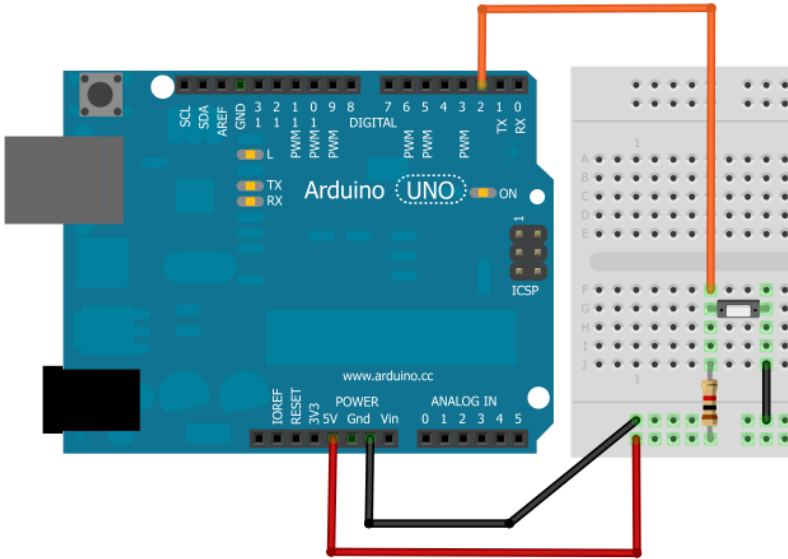 SCL
SDA
AREF
GND
13
12
PWM 11
PWM 10
PWM 9
8
DIGITAL
7
PWM 6
PWM 5
4
PWM 3
2
TX 1
RX 0
L
TX
RX
Arduino UNO
ON
1
ICSP
www.arduino.cc
POWER
ANALOG IN
IOREF
RESET
3V3
5V
Gnd
Vin
0 1 2 3 4 5
1
A
B
C
D
E
F
G
H
I
J
1